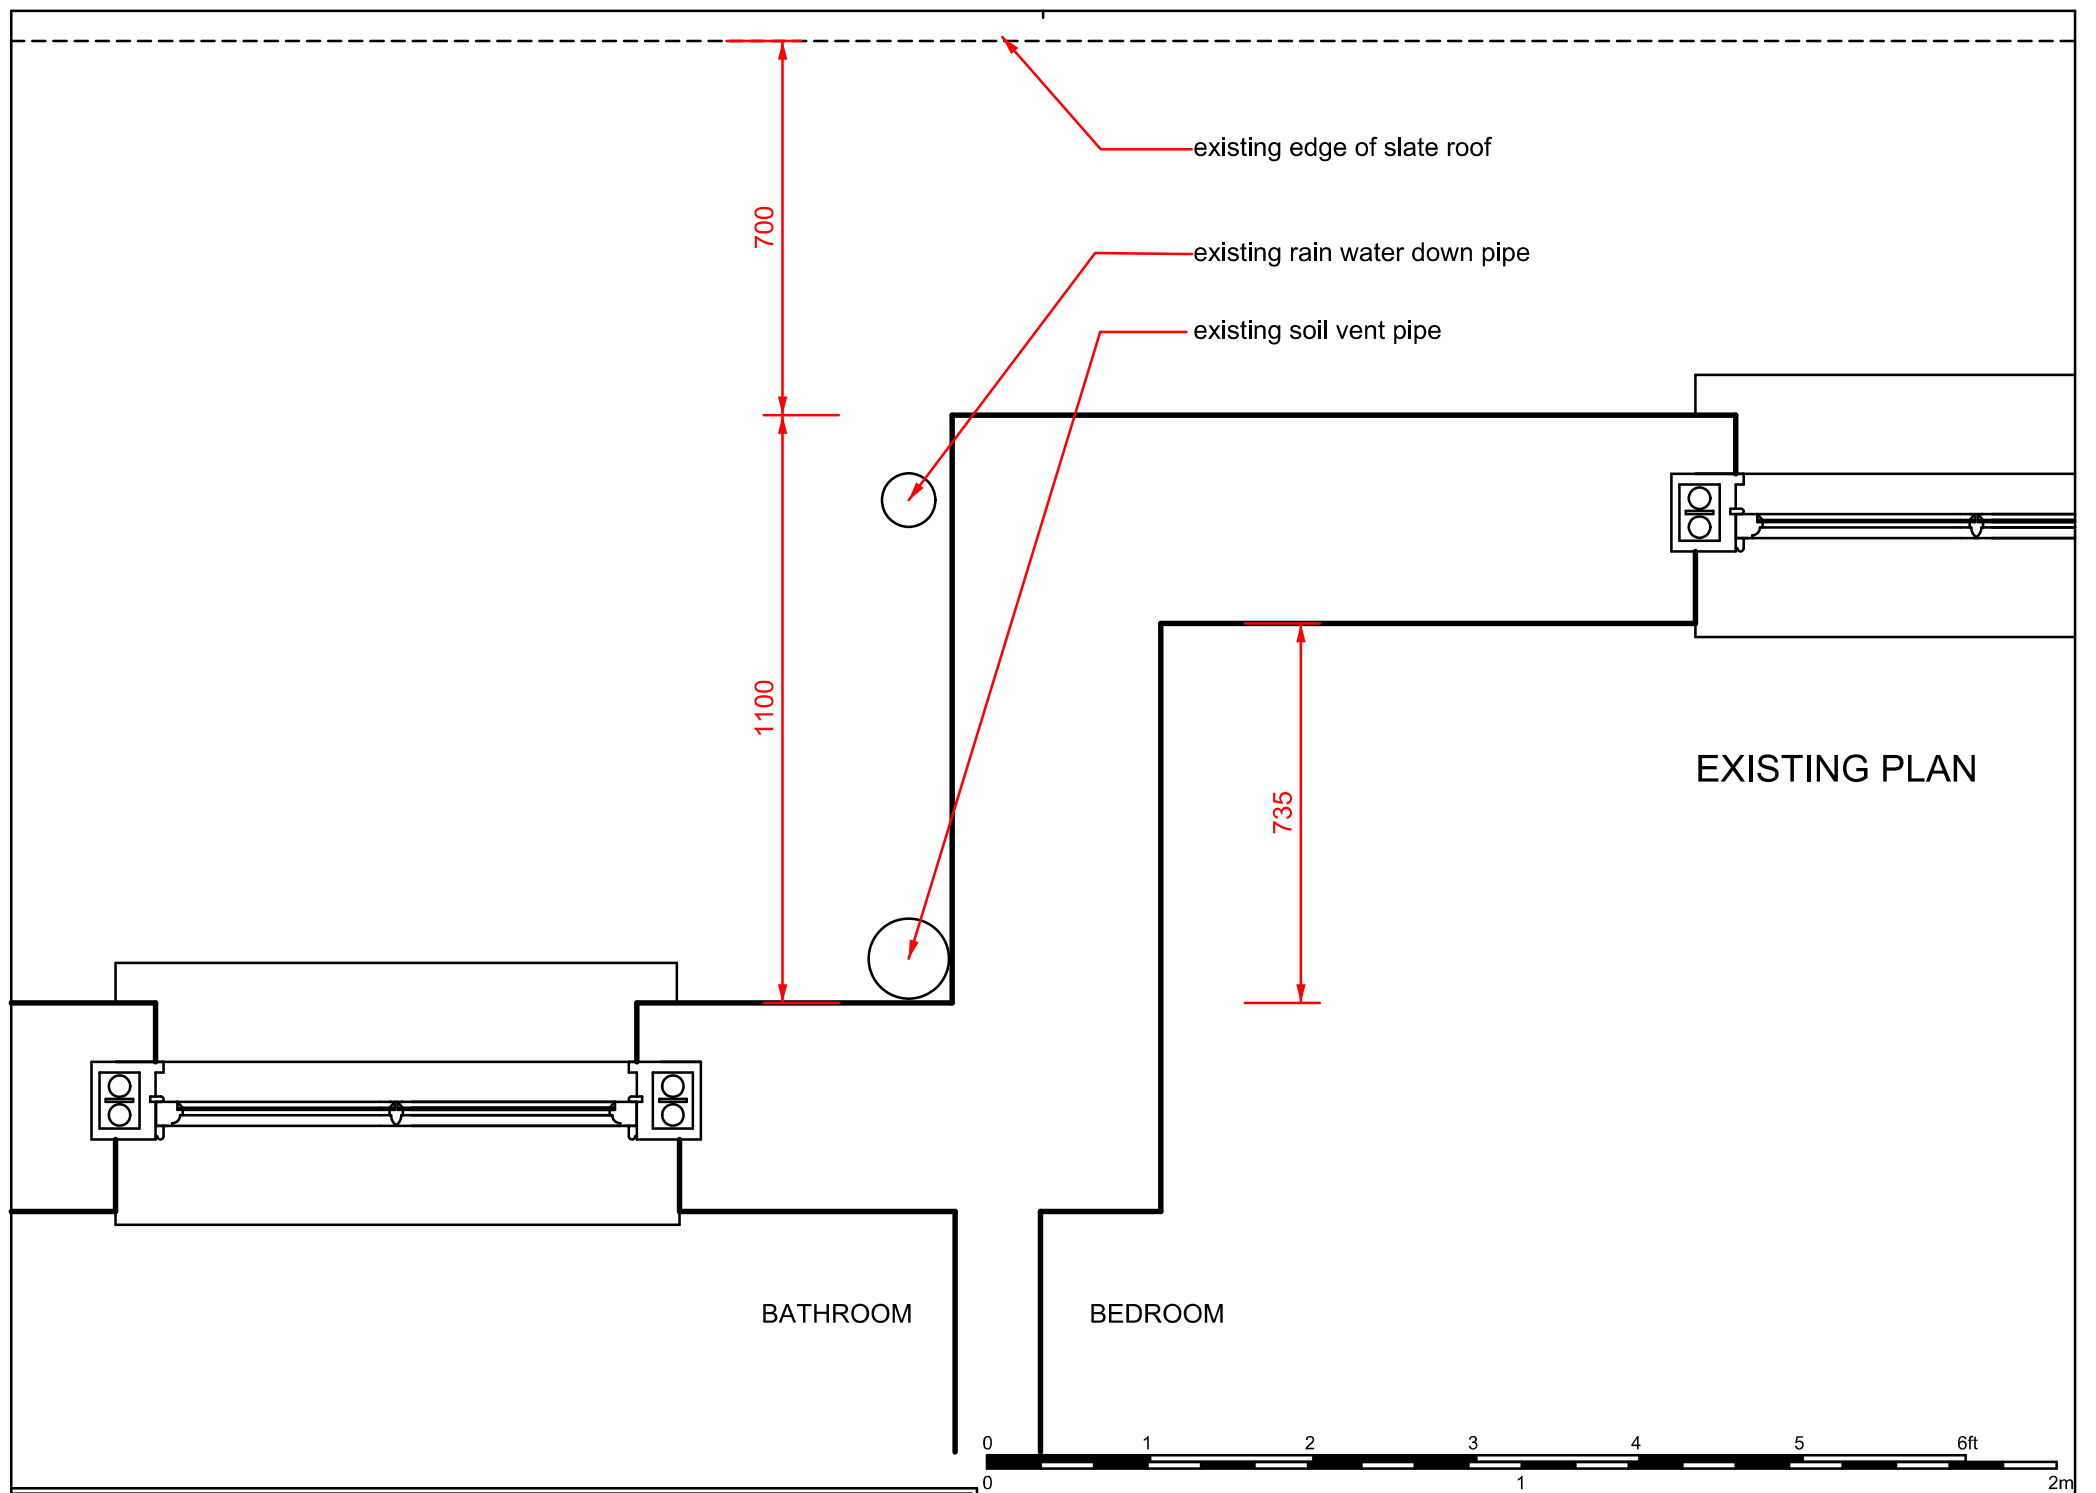 existing edge of slate roof
700
existing rain water down pipe
existing soil vent pipe
1100
EXISTING PLAN
735
BATHROOM
BEDROOM
0 1 2 3 4 5 6ft
0 1 2m